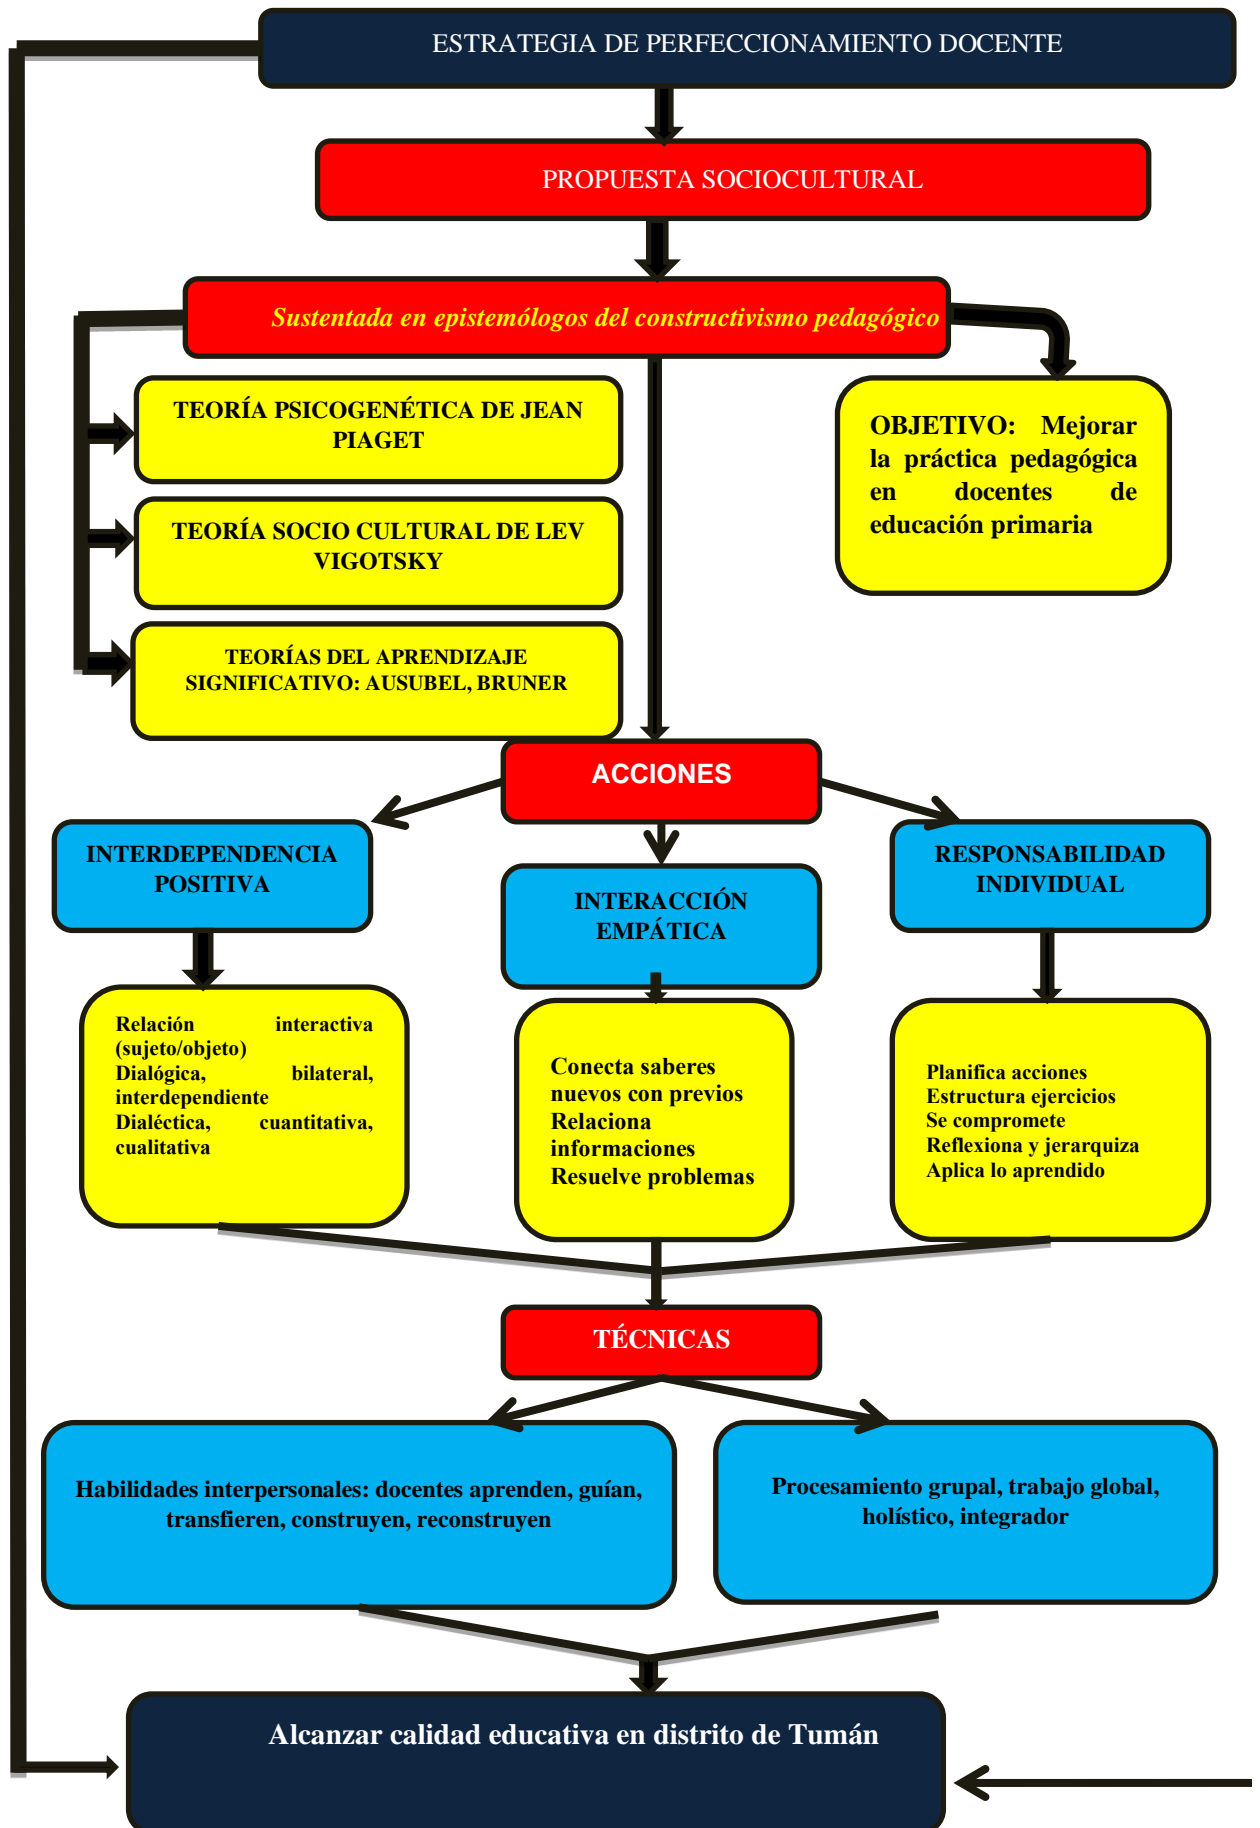 ESTRATEGIA DE PERFECCIONAMIENTO DOCENTE
PROPUESTA SOCIOCULTURAL
Sustentada en epistemólogos del constructivismo pedagógico
TEORÍA PSICOGENÉTICA DE JEAN
PIAGET
TEORÍA SOCIO CULTURAL DE LEV
VIGOTSKY
TEORÍAS DEL APRENDIZAJE
SIGNIFICATIVO: AUSUBEL, BRUNER
OBJETIVO: Mejorar
la práctica pedagógica
en docentes de
educación primaria
ACCIONES
INTERDEPENDENCIA
POSITIVA
INTERACCIÓN
EMPÁTICA
RESPONSABILIDAD
INDIVIDUAL
Relación interactiva
(sujeto/objeto)
Dialógica, bilateral,
interdependiente
Dialéctica, cuantitativa,
cualitativa
Conecta saberes
nuevos con previos
Relaciona
informaciones
Resuelve problemas
Planifica acciones
Estructura ejercicios
Se compromete
Reflexiona y jerarquiza
Aplica lo aprendido
TÉCNICAS
Habilidades interpersonales: docentes aprenden, guían,
transfieren, construyen, reconstruyen
Procesamiento grupal, trabajo global,
holístico, integrador
Alcanzar calidad educativa en distrito de Tumán